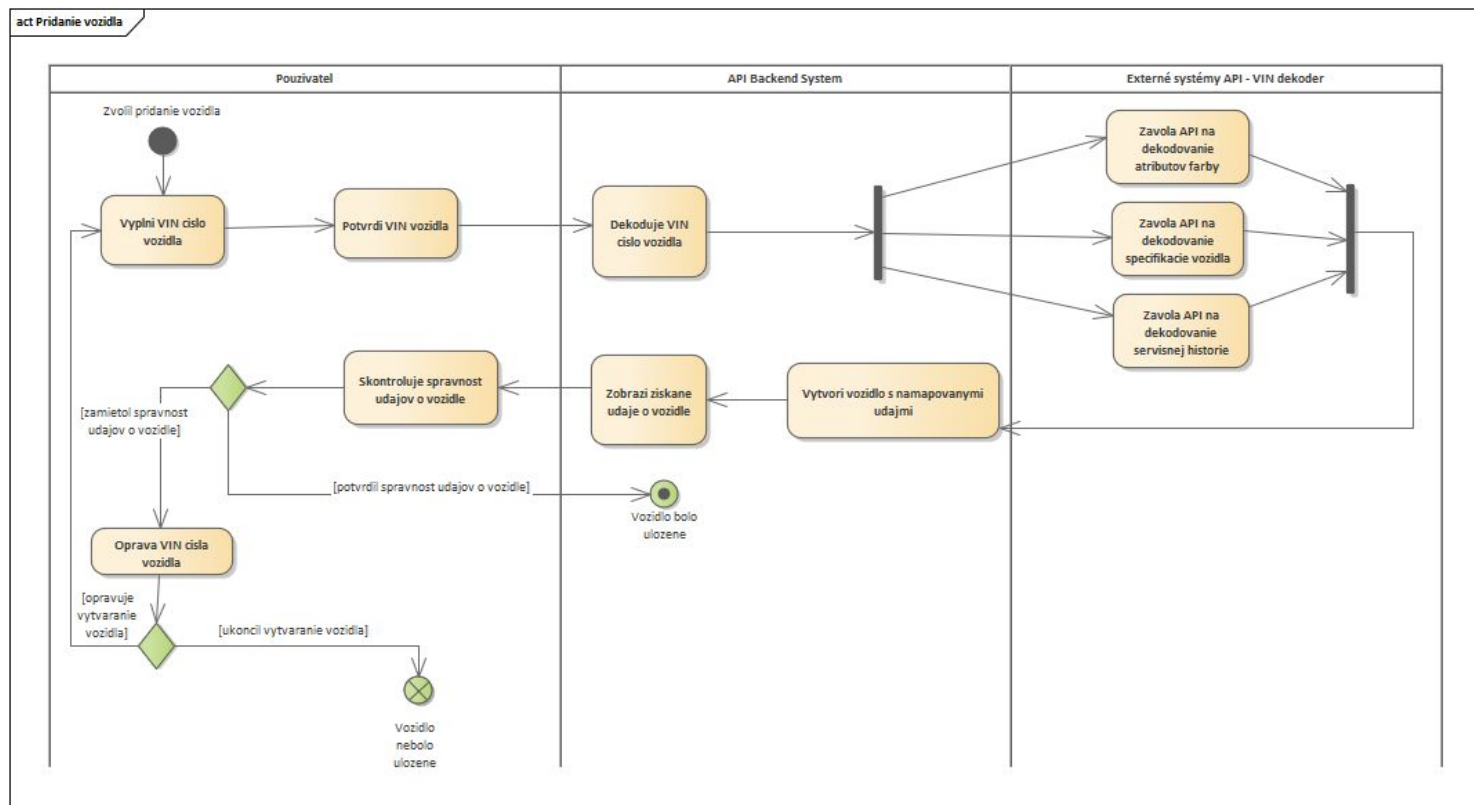 act Pridanie vozidla
Pouzivatel
API Backend System
Externé systémy API - VIN dekoder
Zvolil pridanie vozidla
Vyplni VIN cislo
vozidla
Potvrdi VIN vozidla
Dekoduje VIN
cislo vozidla
Zavola API na
dekodovanie
atributov farby
Zavola API na
dekodovanie
specifikacie vozidla
Zavola API na
dekodovanie
servisnej historie
Vytvori vozidlo s namapovanymi
udajmi
Zobrazi ziskane
udaje o vozidle
Skontroluje spravnost
udajov o vozidle
[zamietol spravnost
udajov o vozidle]
[potvrdil spravnost udajov o vozidle]
Vozidlo bolo
ulozene
Oprava VIN cisla
vozidla
[opravuje
vytvaranie
vozidla]
[ukoncil vytvaranie vozidla]
Vozidlo
nebolo
ulozene